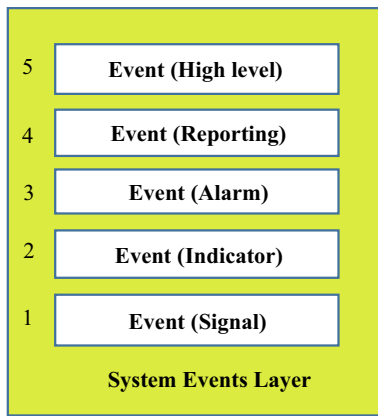 5 Event (High level)
4 Event (Reporting)
3 Event (Alarm)
2 Event (Indicator)
1 Event (Signal)
System Events Layer